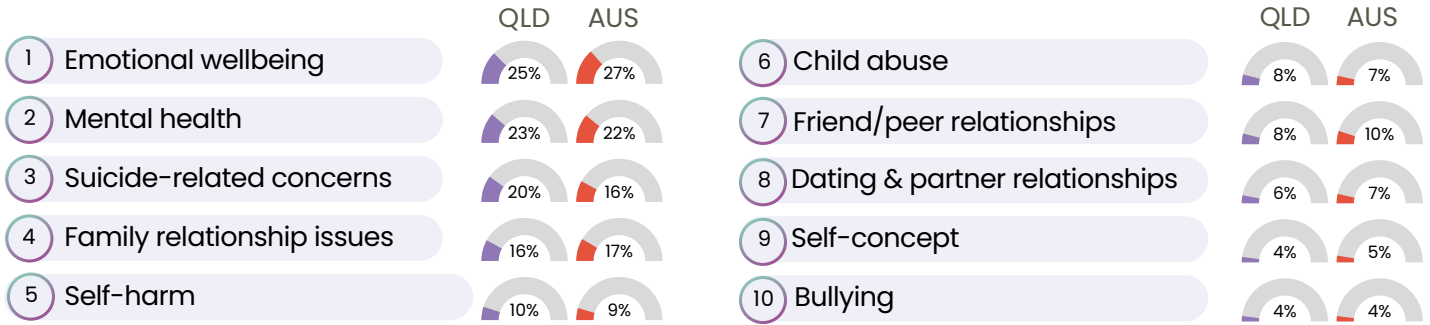 QLD AUS
1 Emotional wellbeing 25% 27%
2 Mental health 23% 22%
3 Suicide-related concerns 20% 16%
4 Family relationship issues 16% 17%
5 Self-harm 10% 9%
QLD AUS
6 Child abuse 8% 7%
7 Friend/peer relationships 8% 10%
8 Dating & partner relationships 6% 7%
9 Self-concept 4% 5%
10 Bullying 4% 4%